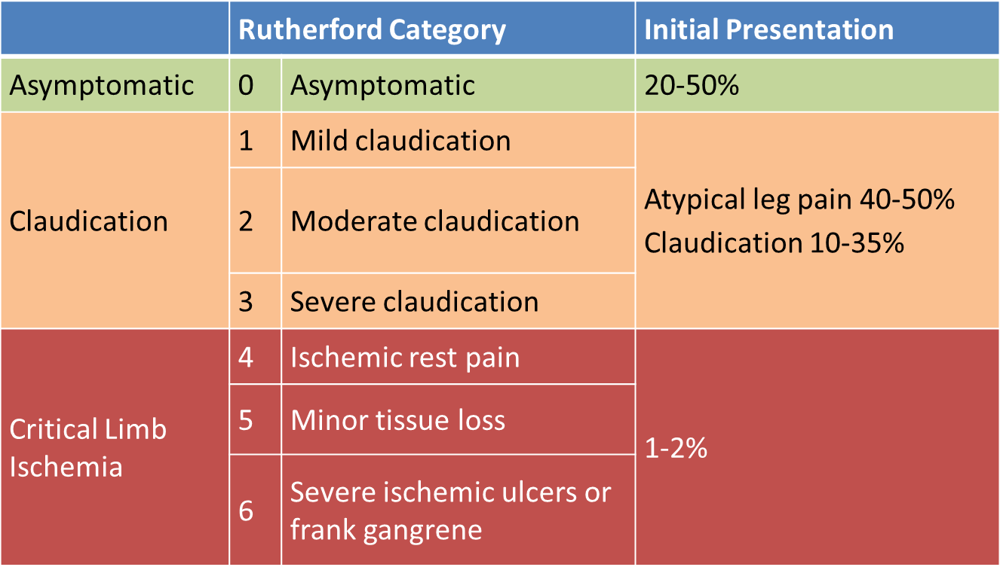 Rutherford Category Initial Presentation
Asymptomatic 0 Asymptomatic 20-50%
1 Mild claudication
Claudication 2 Moderate claudication
Atypical leg pain 40-50%
Claudication 10-35%
3 Severe claudication
4 Ischemic rest pain
Critical Limb
Ischemia
5 Minor tissue loss
1-2%
6 Severe ischemic ulcers or
frank gangrene